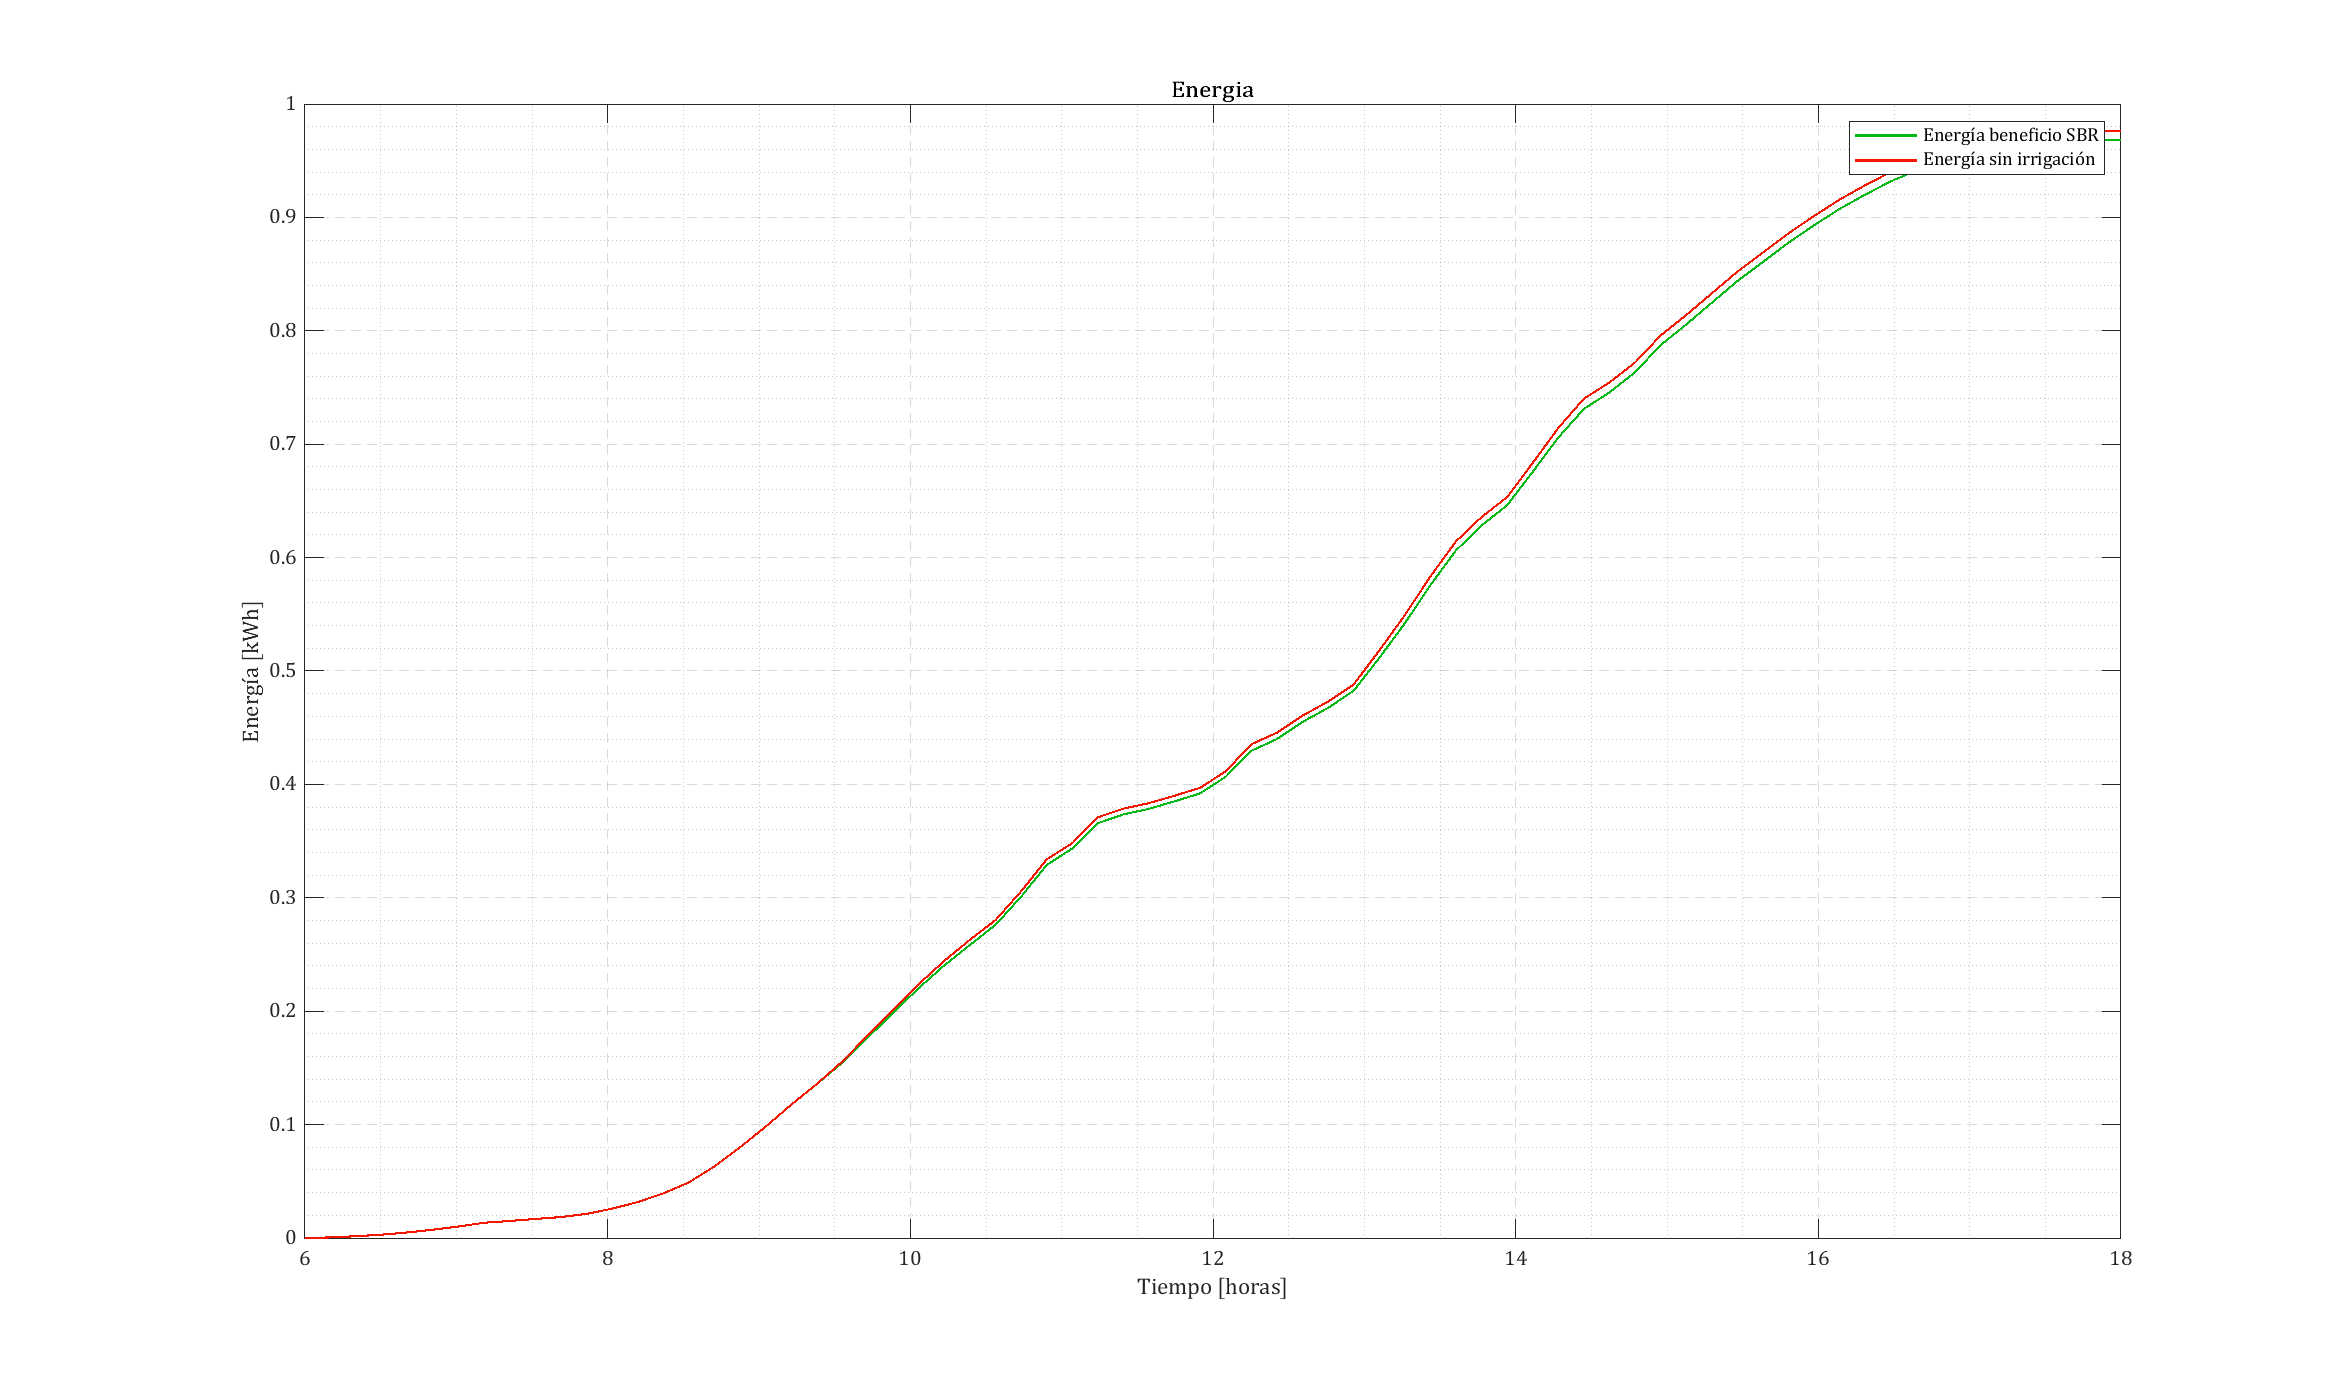 Energia
1
0.9
0.8
0.7
0.6
0.5
0.4
0.3
0.2
0.1
0
Energía [kWh]
Energía beneficio SBR
Energía sin irrigación
6 8 10 12 14 16 18
Tiempo [horas]